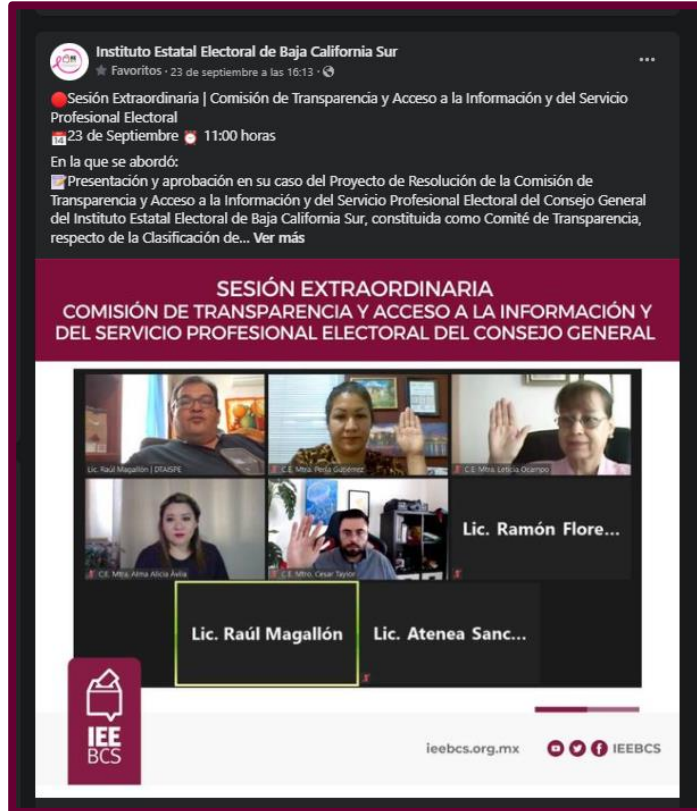 Instituto Estatal Electoral de Baja California Sur
Favoritos · 23 de septiembre a las 16:13 ·
Sesión Extraordinaria | Comisión de Transparencia y Acceso a la Información y del Servicio
Profesional Electoral
23 de Septiembre 11:00 horas
En la que se abordó:
Presentación y aprobación en su caso del Proyecto de Resolución de la Comisión de
Transparencia y Acceso a la Información y del Servicio Profesional Electoral del Consejo General
del Instituto Estatal Electoral de Baja California Sur, constituida como Comité de Transparencia,
respecto de la Clasificación de... Ver más
SESIÓN EXTRAORDINARIA
COMISIÓN DE TRANSPARENCIA Y ACCESO A LA INFORMACIÓN Y
DEL SERVICIO PROFESIONAL ELECTORAL DEL CONSEJO GENERAL
Lic. Raúl Magallón | DTAISPE
C.E. Mtra. Perla Gutiérrez
C.E. Mtra. Leticia Ocampo
C.E. Mtra. Alma Alicia Ávila
C.E. Mtro. Cesar Taylor
Lic. Ramón Flore...
Lic. Raúl Magallón
Lic. Atenea Sanc...
IEE
BCS
ieebcs.org.mx
IEEBCS